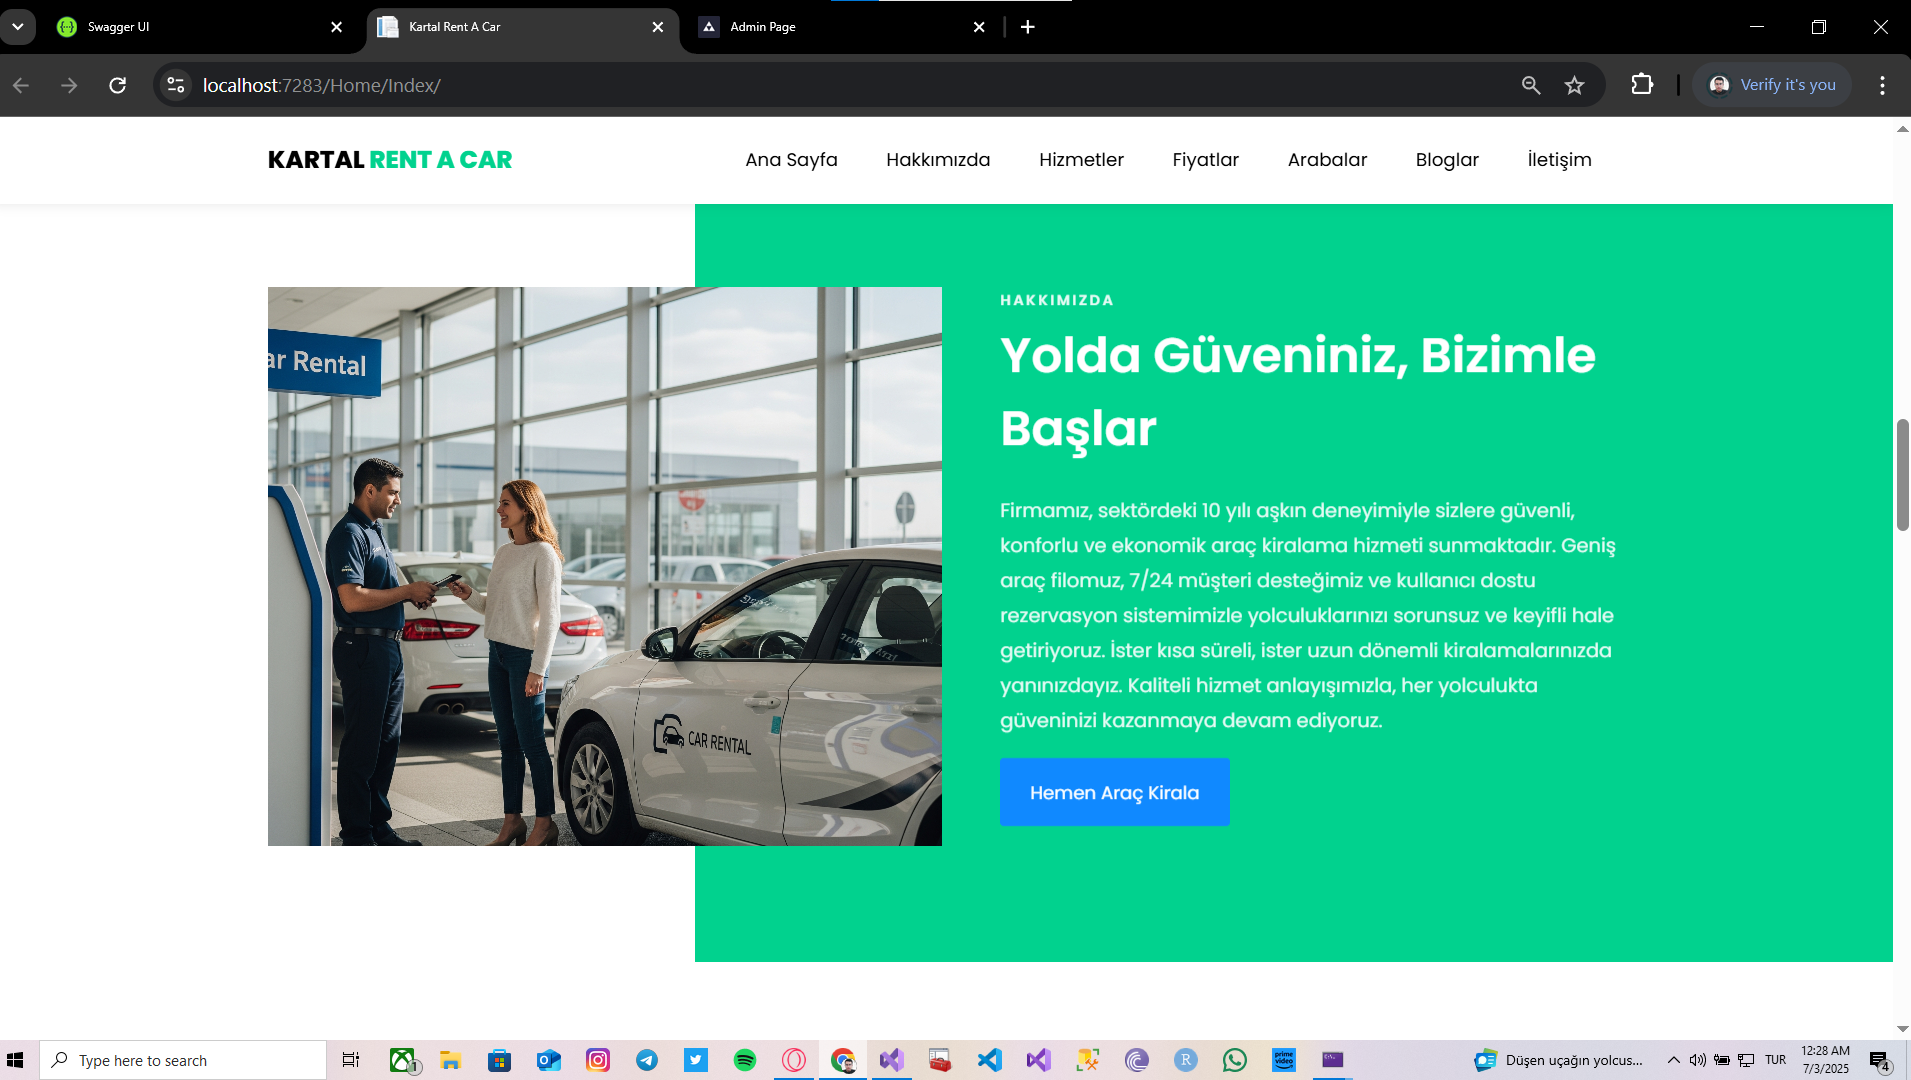 Swagger UI
Kartal Rent A Car
Admin Page
localhost:7283/Home/Index/
Verify it's you
KARTAL RENT A CAR
Ana Sayfa
Hakkımızda
Hizmetler
Fiyatlar
Arabalar
Bloglar
İletişim
ar Rental
CAR RENTAL
HAKKIMIZDA
Yolda Güveniniz, Bizimle
Başlar
Firmamız, sektördeki 10 yılı aşkın deneyimiyle sizlere güvenli,
konforlu ve ekonomik araç kiralama hizmeti sunmaktadır. Geniş
araç filomuz, 7/24 müşteri desteğimiz ve kullanıcı dostu
rezervasyon sistemimizle yolculuklarınızı sorunsuz ve keyifli hale
getiriyoruz. İster kısa süreli, ister uzun dönemli kiralamalarınızda
yanınızdayız. Kaliteli hizmet anlayışımızla, her yolculukta
güveninizi kazanmaya devam ediyoruz.
Hemen Araç Kirala
Type here to search
1
R
prime video
Düşen uçağın yolcus...
TUR
12:28 AM
7/3/2025
4